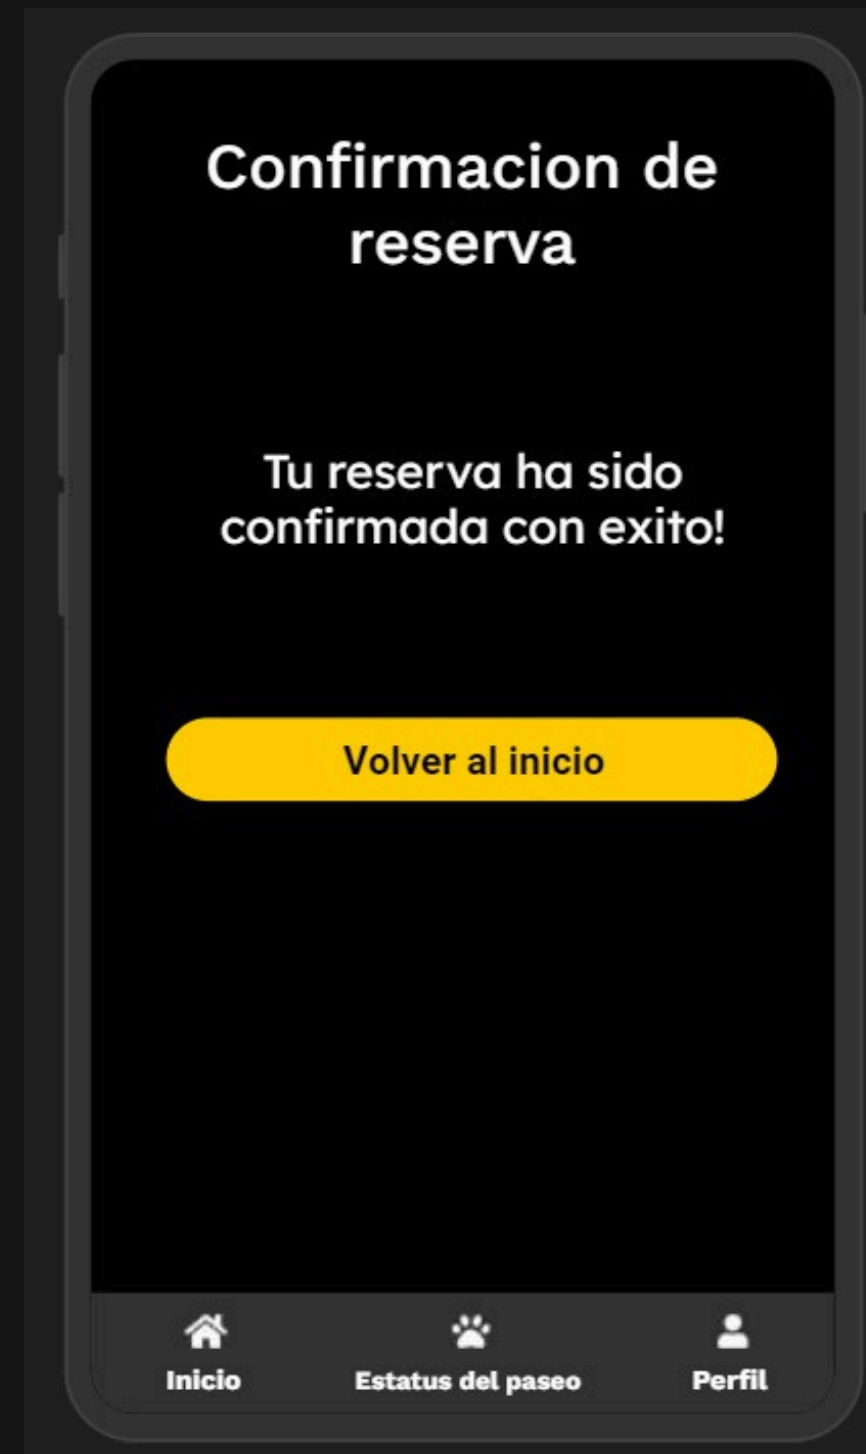 Confirmacion de
reserva
Tu reserva ha sido
confirmada con exito!
Volver al inicio
Inicio
Estatus del paseo
Perfil